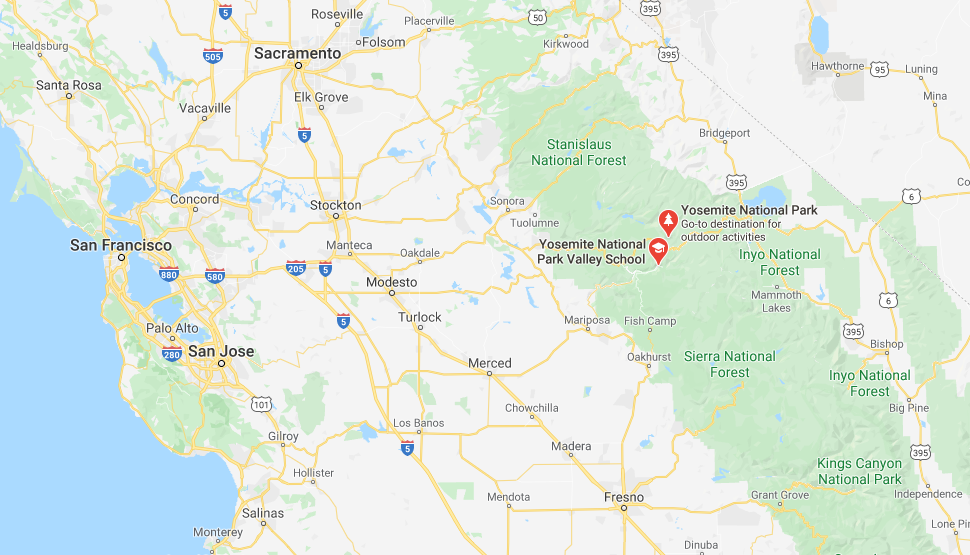 5
395
Roseville
50
Placerville
Healdsburg
Folsom
Kirkwood
Sacramento
505
395
Hawthorne
95
Luning
Santa Rosa
Elk Grove
Mina
Vacaville
5
Bridgeport
Stanislaus
National Forest
395
Concord
Stockton
Sonora
Tuolumne
6
Co
Yosemite National Park
Go-to destination for
outdoor activities
San Francisco
Manteca
Oakdale
Yosemite National
Park Valley School
Inyo National
Forest
880
580
205
5
Modesto
Mammoth
Lakes
6
Palo Alto
5
Turlock
Mariposa
Fish Camp
395
280
San Jose
Merced
Oakhurst
Sierra National
Forest
Bishop
Inyo National
Forest
101
Chowchilla
Big Pine
Los Banos
Gilroy
5
Madera
395
Hollister
Kings Canyon
National Park
Mendota
Fresno
Grant Grove
Independence
Salinas
Lone Pi
Monterey
Dinuba